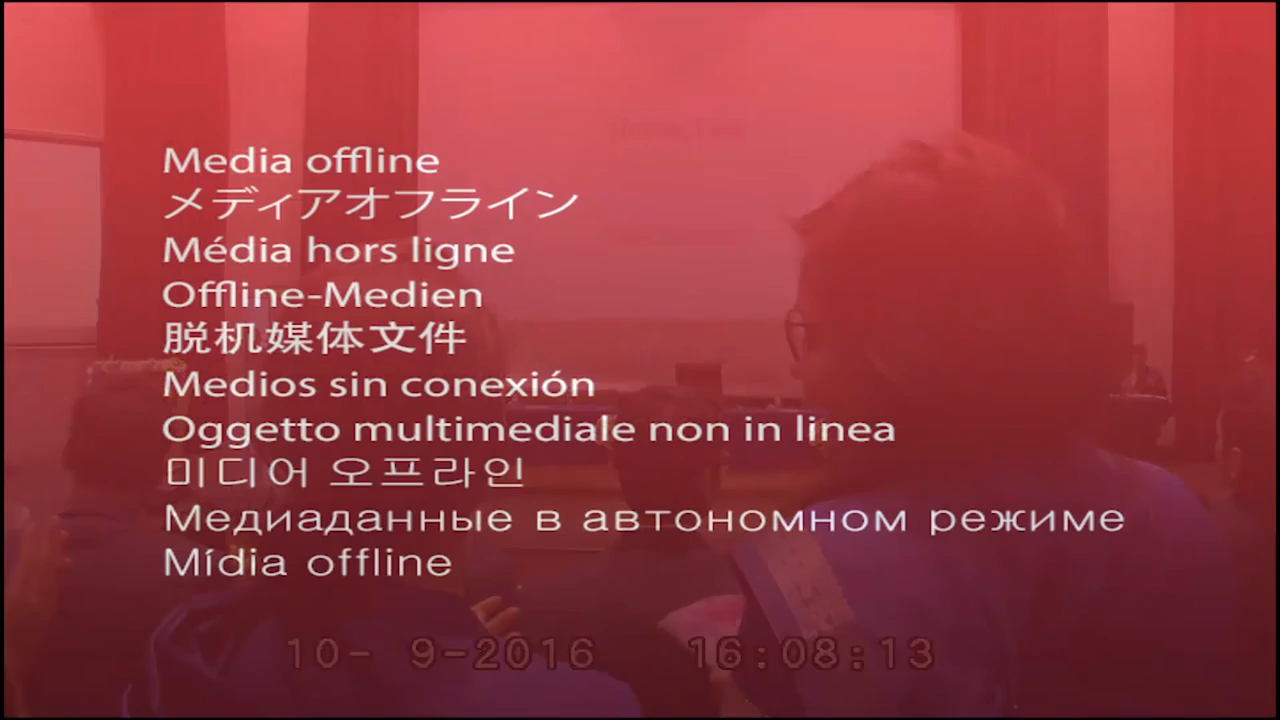 Media offline
メディアオフライン
Média hors ligne
Offline-Medien
脱机媒体文件
Medios sin conexión
Oggetto multimediale non in linea
미디어 오프라인
Медиаданные в автономном режиме
Mídia offline
10- 9-2016 16:08:13